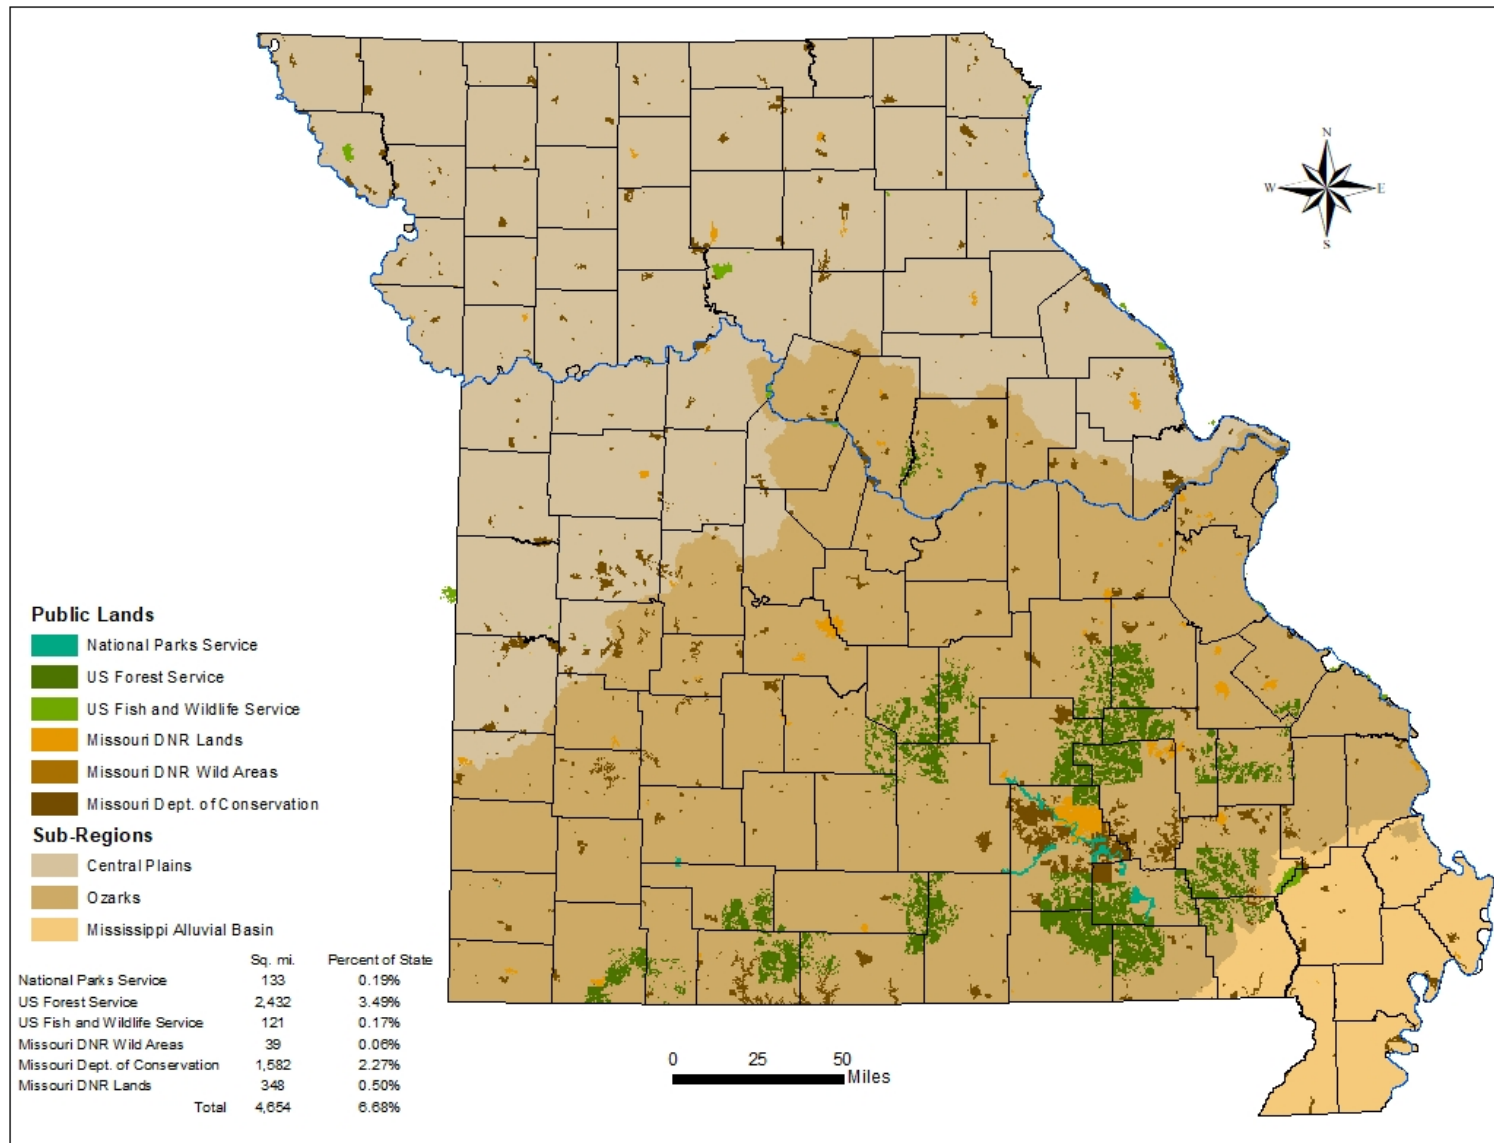 N
W E
S
Public Lands
National Parks Service
US Forest Service
US Fish and Wildlife Service
Missouri DNR Lands
Missouri DNR Wild Areas
Missouri Dept. of Conservation
Sub-Regions
Central Plains
Ozarks
Mississippi Alluvial Basin
Sq. mi. Percent of State
National Parks Service 133 0.19%
US Forest Service 2,432 3.49%
US Fish and Wildlife Service 121 0.17%
Missouri DNR Wild Areas 39 0.06%
Missouri Dept. of Conservation 1,582 2.27%
Missouri DNR Lands 348 0.50%
Total 4,654 6.68%
0 25 50
Miles